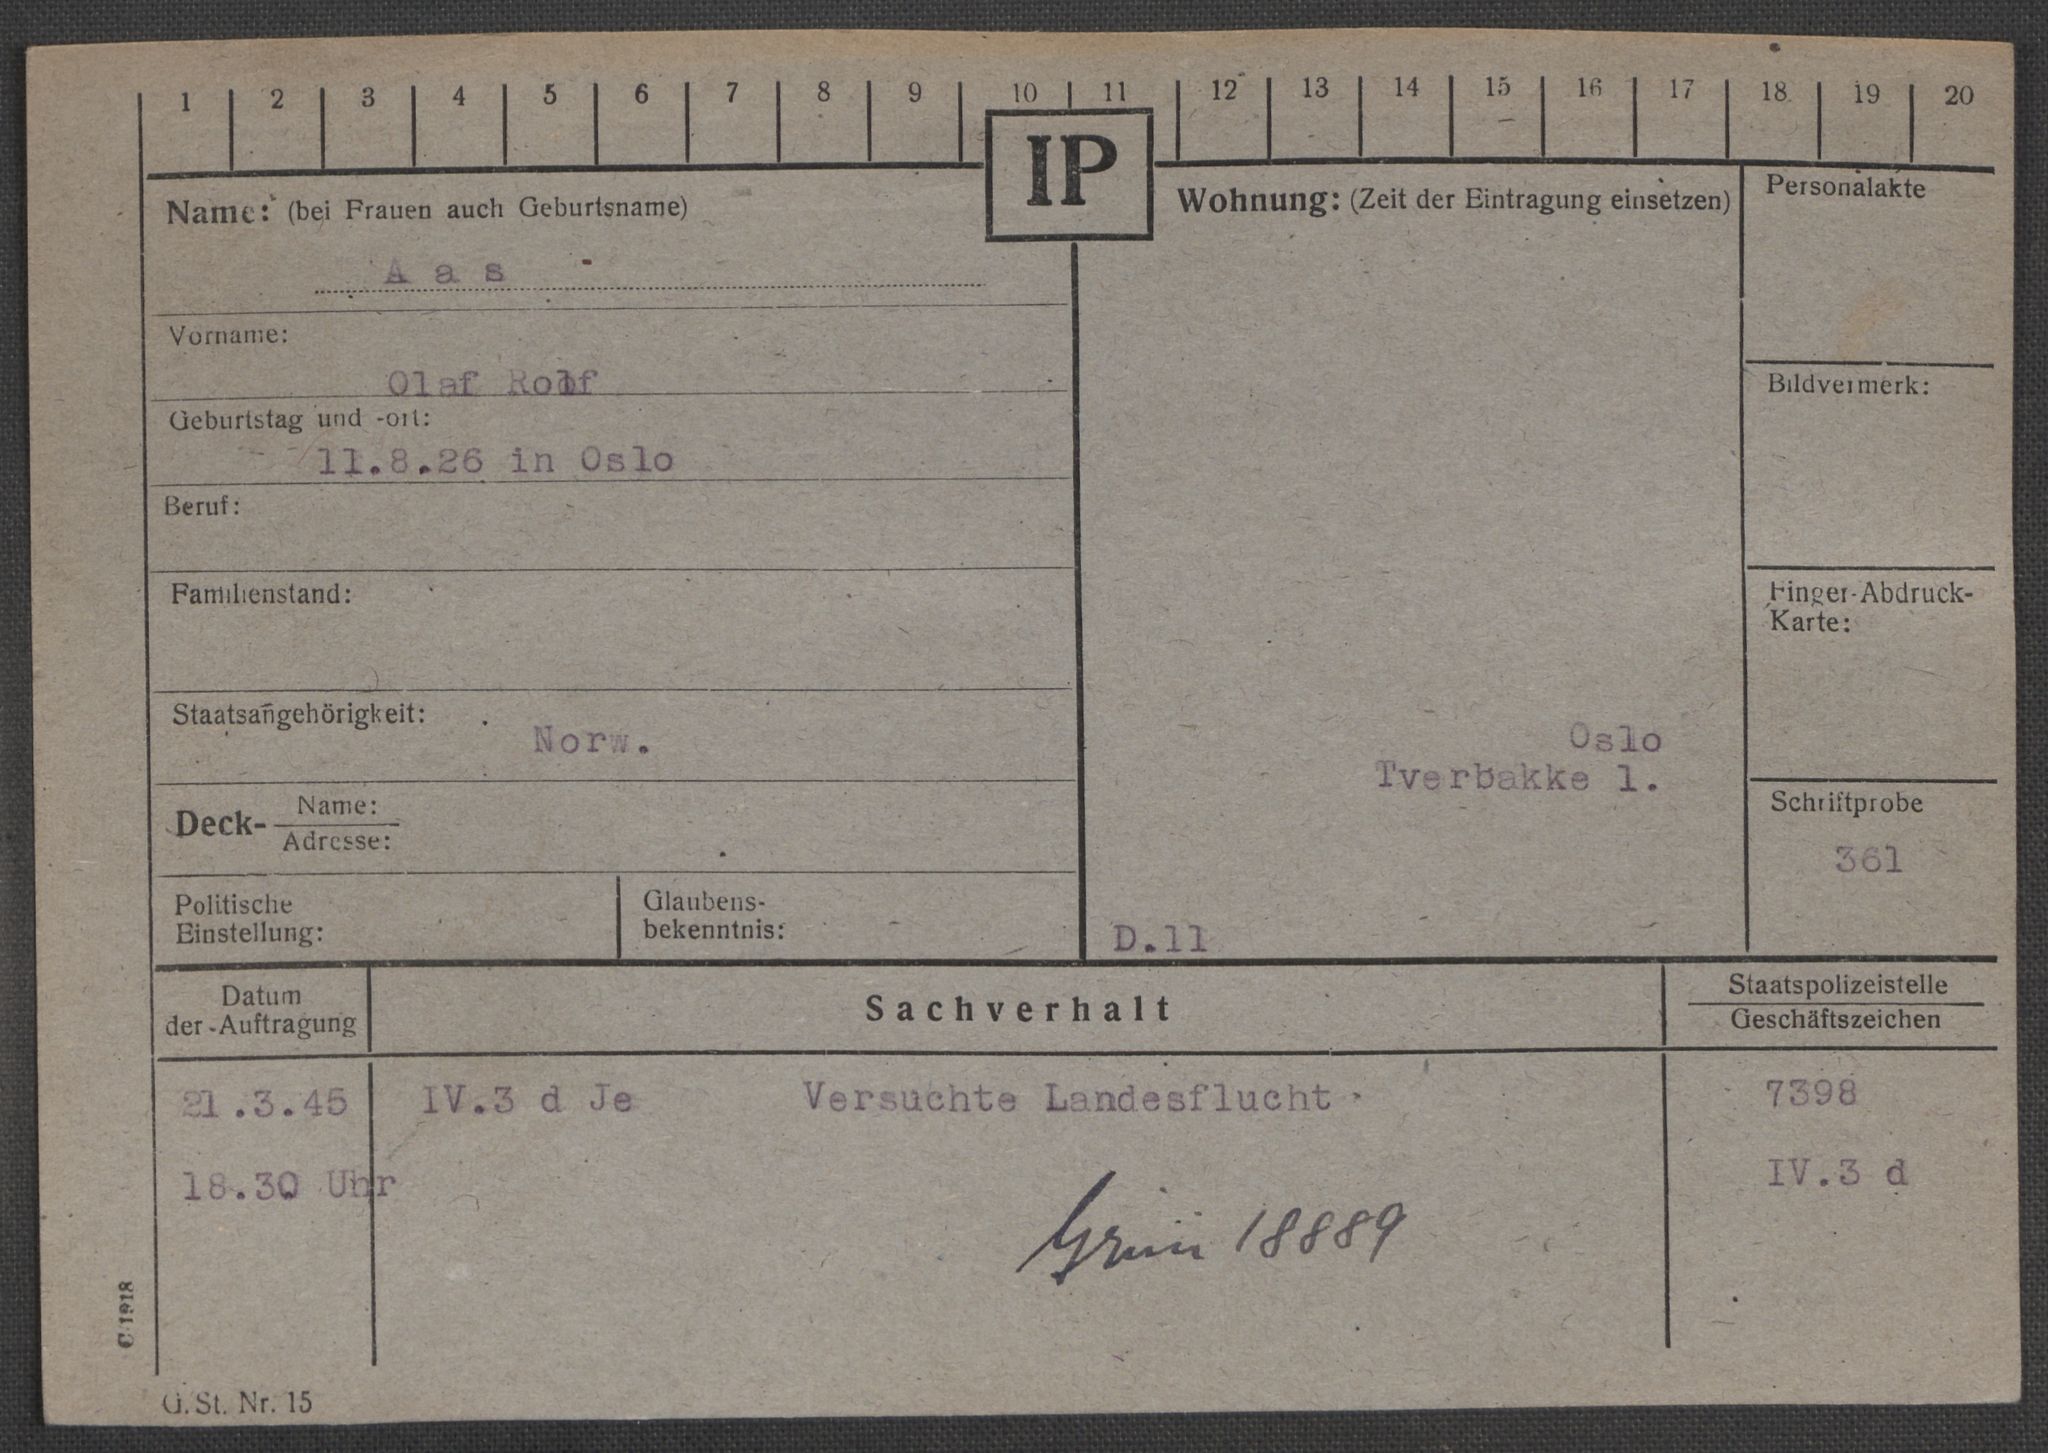 1 2 3 4 5 6 7 8 9 10 11 12 13 14 15 16 17 18 19 20
IP
Name: (bei Frauen auch Geburtsname)
Aas
Vorname:
Olaf Rolf
Geburtstag und -ort:
11.8.26 in Oslo
Beruf:
Familienstand:
Staatsangehörigkeit:
Norw.
Deck- Name:
Adresse:
Politische
Einstellung:
Glaubens-
bekenntnis:
Wohnung: (Zeit der Eintragung einsetzen)
Oslo
Tverbakke 1.
D.11
Personalakte
Bildvermerk:
Finger-Abdruck-
Karte:
Schriftprobe
361
Datum
der Auftragung
Sachverhalt
Staatspolizeistelle
Geschäftszeichen
21.3.45 IV.3 d Je Versuchte Landesflucht 7398
18.30 Uhr IV.3 d
Grini 18889
C 1918
G.St. Nr. 15